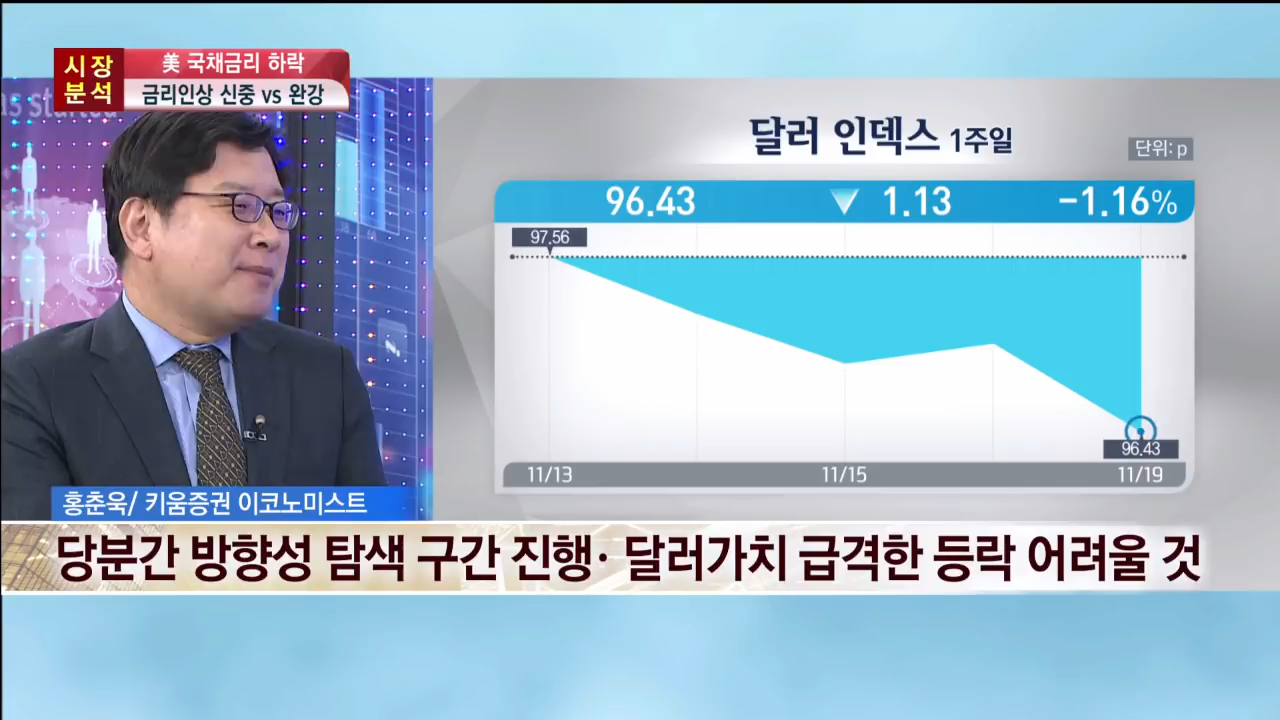 시장
분석
美 국채금리 하락
금리인상 신중 vs 완강
as started
달러 인덱스 1주일
단위: p
96.43 ▼ 1.13 -1.16%
97.56
96.43
11/13 11/15 11/19
홍춘욱/ 키움증권 이코노미스트
당분간 방향성 탐색 구간 진행· 달러가치 급격한 등락 어려울 것